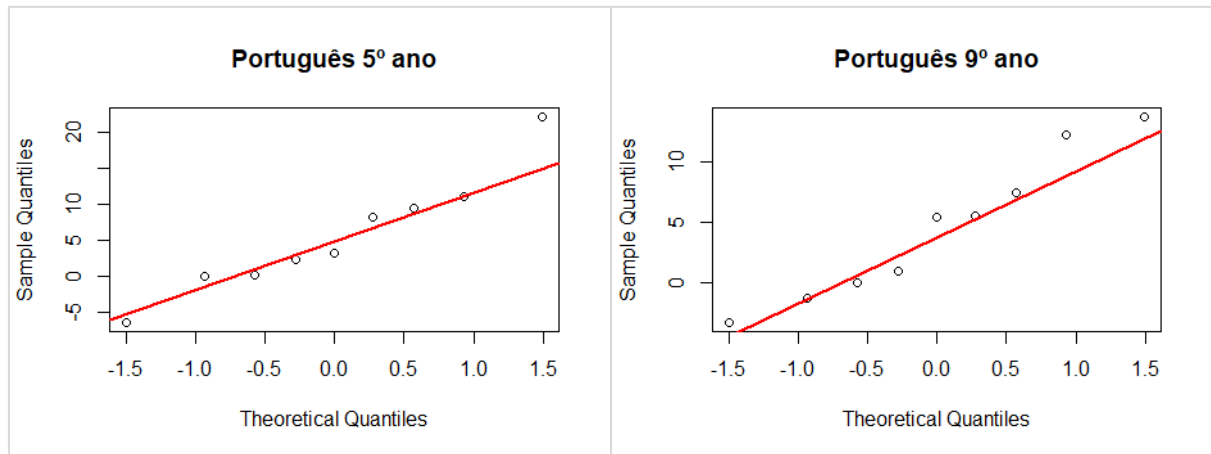 Português 5º ano
Sample Quantiles
20
10
5
0
-5
-1.5 -1.0 -0.5 0.0 0.5 1.0 1.5
Theoretical Quantiles
Português 9º ano
Sample Quantiles
10
5
0
-1.5 -1.0 -0.5 0.0 0.5 1.0 1.5
Theoretical Quantiles